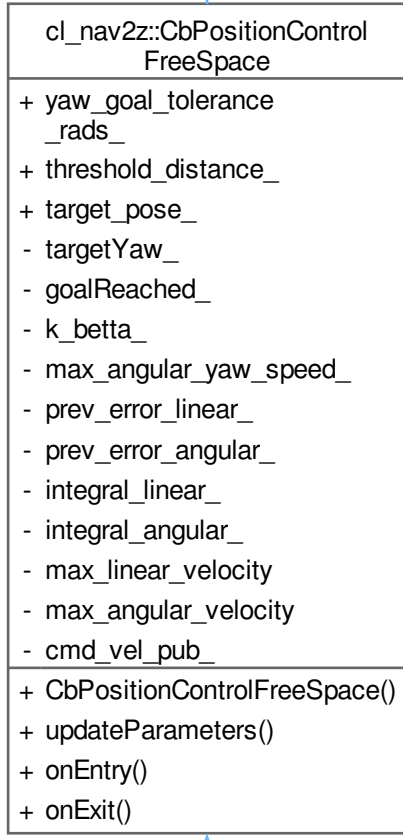 cl_nav2z::CbPositionControl
FreeSpace
+ yaw_goal_tolerance
_rads_
+ threshold_distance_
+ target_pose_
- targetYaw_
- goalReached_
- k_betta_
- max_angular_yaw_speed_
- prev_error_linear_
- prev_error_angular_
- integral_linear_
- integral_angular_
- max_linear_velocity
- max_angular_velocity
- cmd_vel_pub_
+ CbPositionControlFreeSpace()
+ updateParameters()
+ onEntry()
+ onExit()